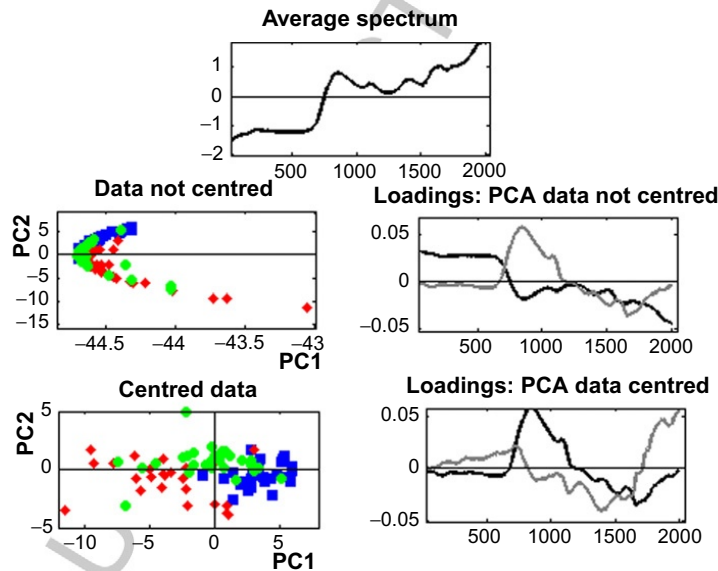 Average spectrum
1
0
−1
−2
500 1000 1500 2000
Data not centred
PC2
5
0
−5
−10
−15
−44.5 −44 −43.5 −43
PC1
Loadings: PCA data not centred
0.05
0
−0.05
500 1000 1500 2000
Centred data
PC2
5
0
−5
−10 −5 0 5
PC1
Loadings: PCA data centred
0.05
0
−0.05
500 1000 1500 2000